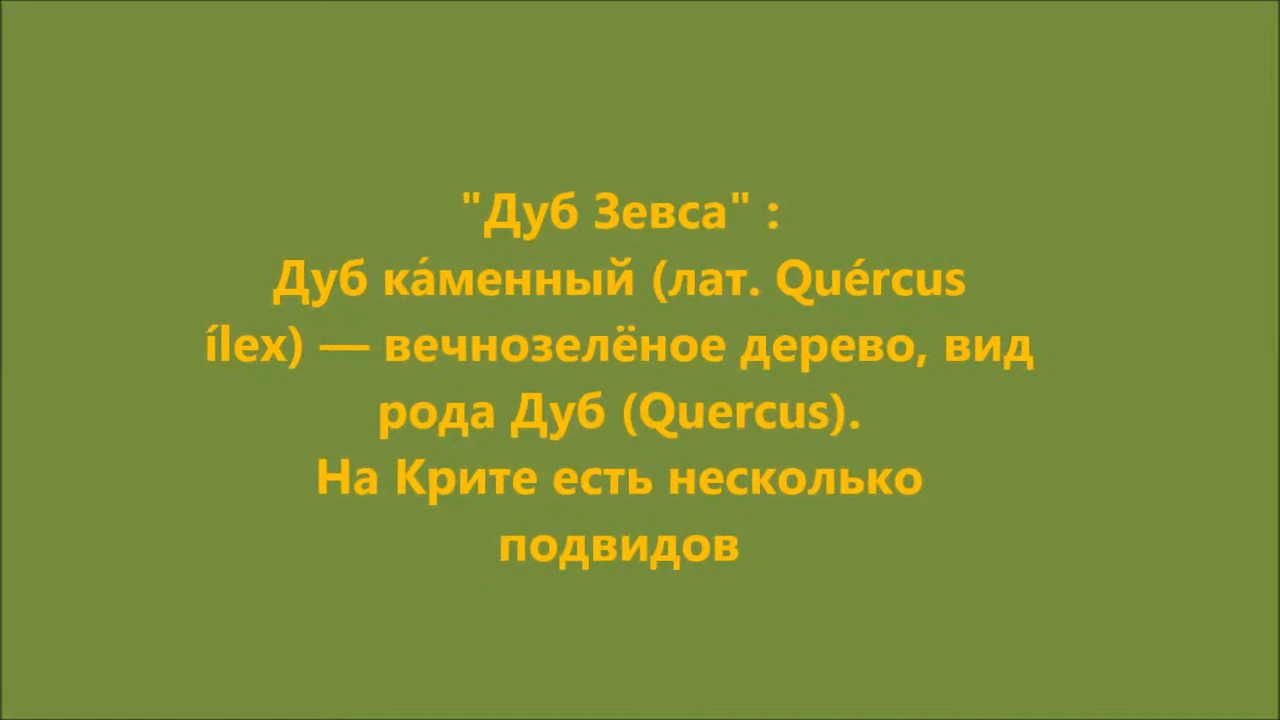 "Дуб Зевса" :
Дуб ка́менный (лат. Quércus
ílex) — вечнозелёное дерево, вид
рода Дуб (Quercus).
На Крите есть несколько
подвидов